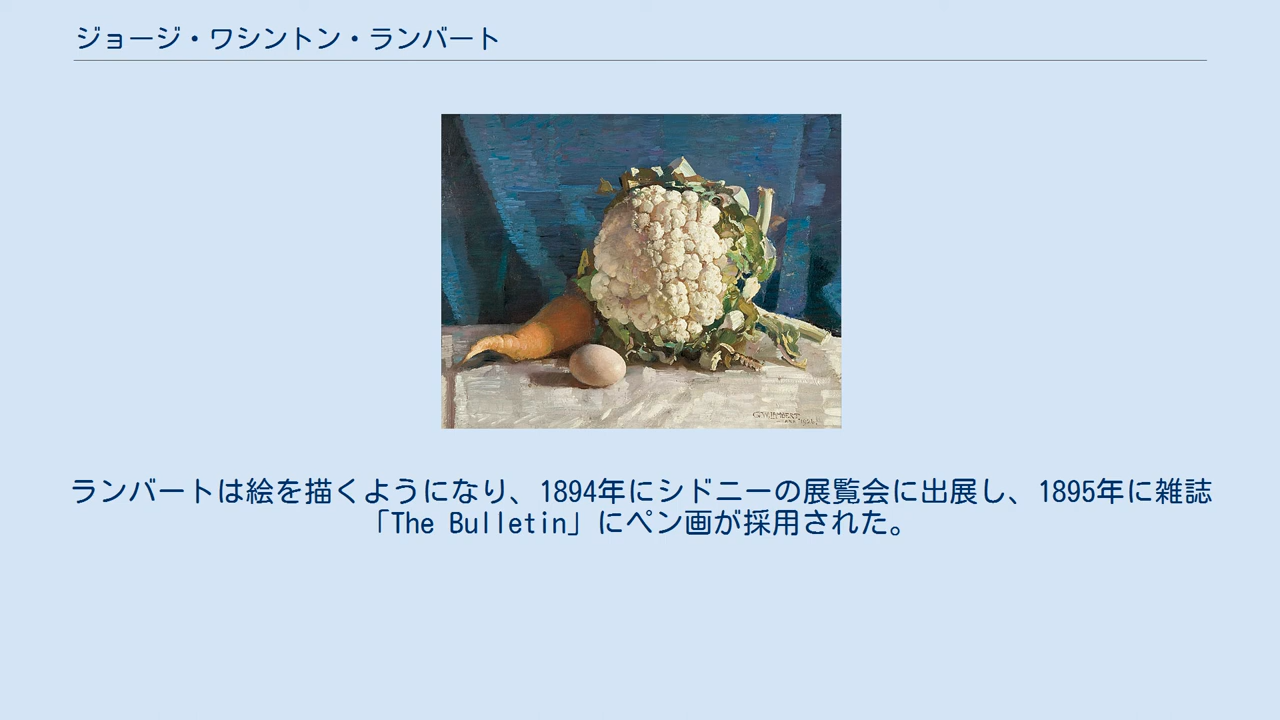 ジョージ・ワシントン・ランバート
G.W.LAMBERT.
ランバートは絵を描くようになり、1894年にシドニーの展覧会に出展し、1895年に雑誌
「The Bulletin」にペン画が採用された。